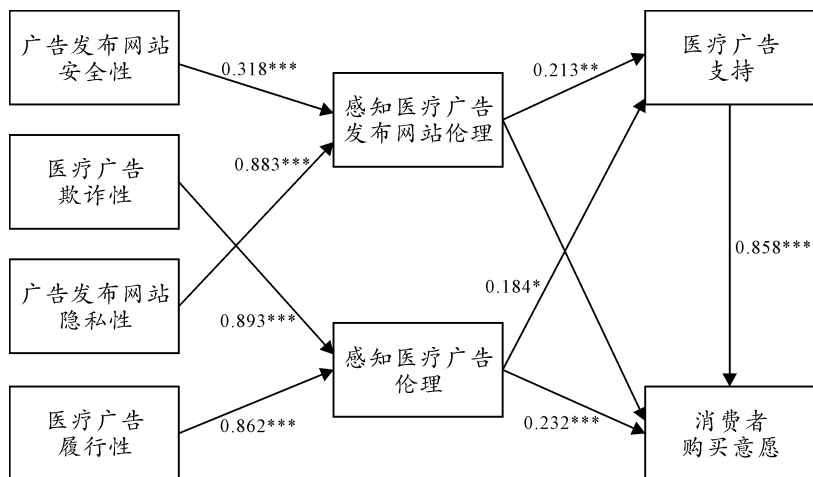 广告发布网站
安全性
医疗广告
欺诈性
广告发布网站
隐私性
医疗广告
履行性
0.318***
0.883***
0.893***
0.862***
感知医疗广告
发布网站伦理
感知医疗广告
伦理
0.213**
0.184*
0.232***
医疗广告
支持
0.858***
消费者
购买意愿